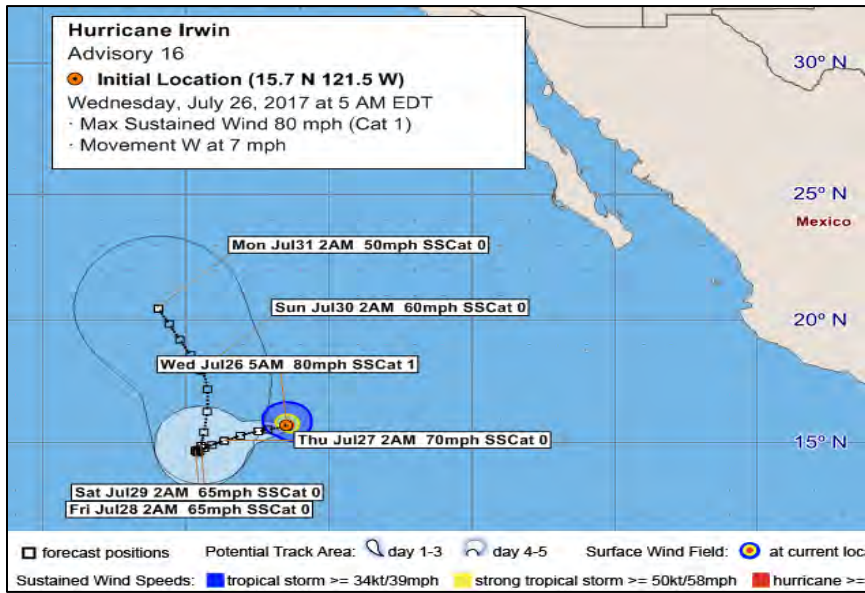 Hurricane Irwin
Advisory 16
Initial Location (15.7 N 121.5 W)
Wednesday, July 26, 2017 at 5 AM EDT
· Max Sustained Wind 80 mph (Cat 1)
· Movement W at 7 mph
30º N
25º N
Mexico
Mon Jul31 2AM 50mph SSCat 0
Sun Jul30 2AM 60mph SSCat 0
20º N
Wed Jul26 5AM 80mph SSCat 1
Thu Jul27 2AM 70mph SSCat 0
15º N
Sat Jul29 2AM 65mph SSCat 0
Fri Jul28 2AM 65mph SSCat 0
forecast positions Potential Track Area: day 1-3 day 4-5 Surface Wind Field: at current loca
Sustained Wind Speeds: tropical storm >= 34kt/39mph strong tropical storm >= 50kt/58mph hurricane >=